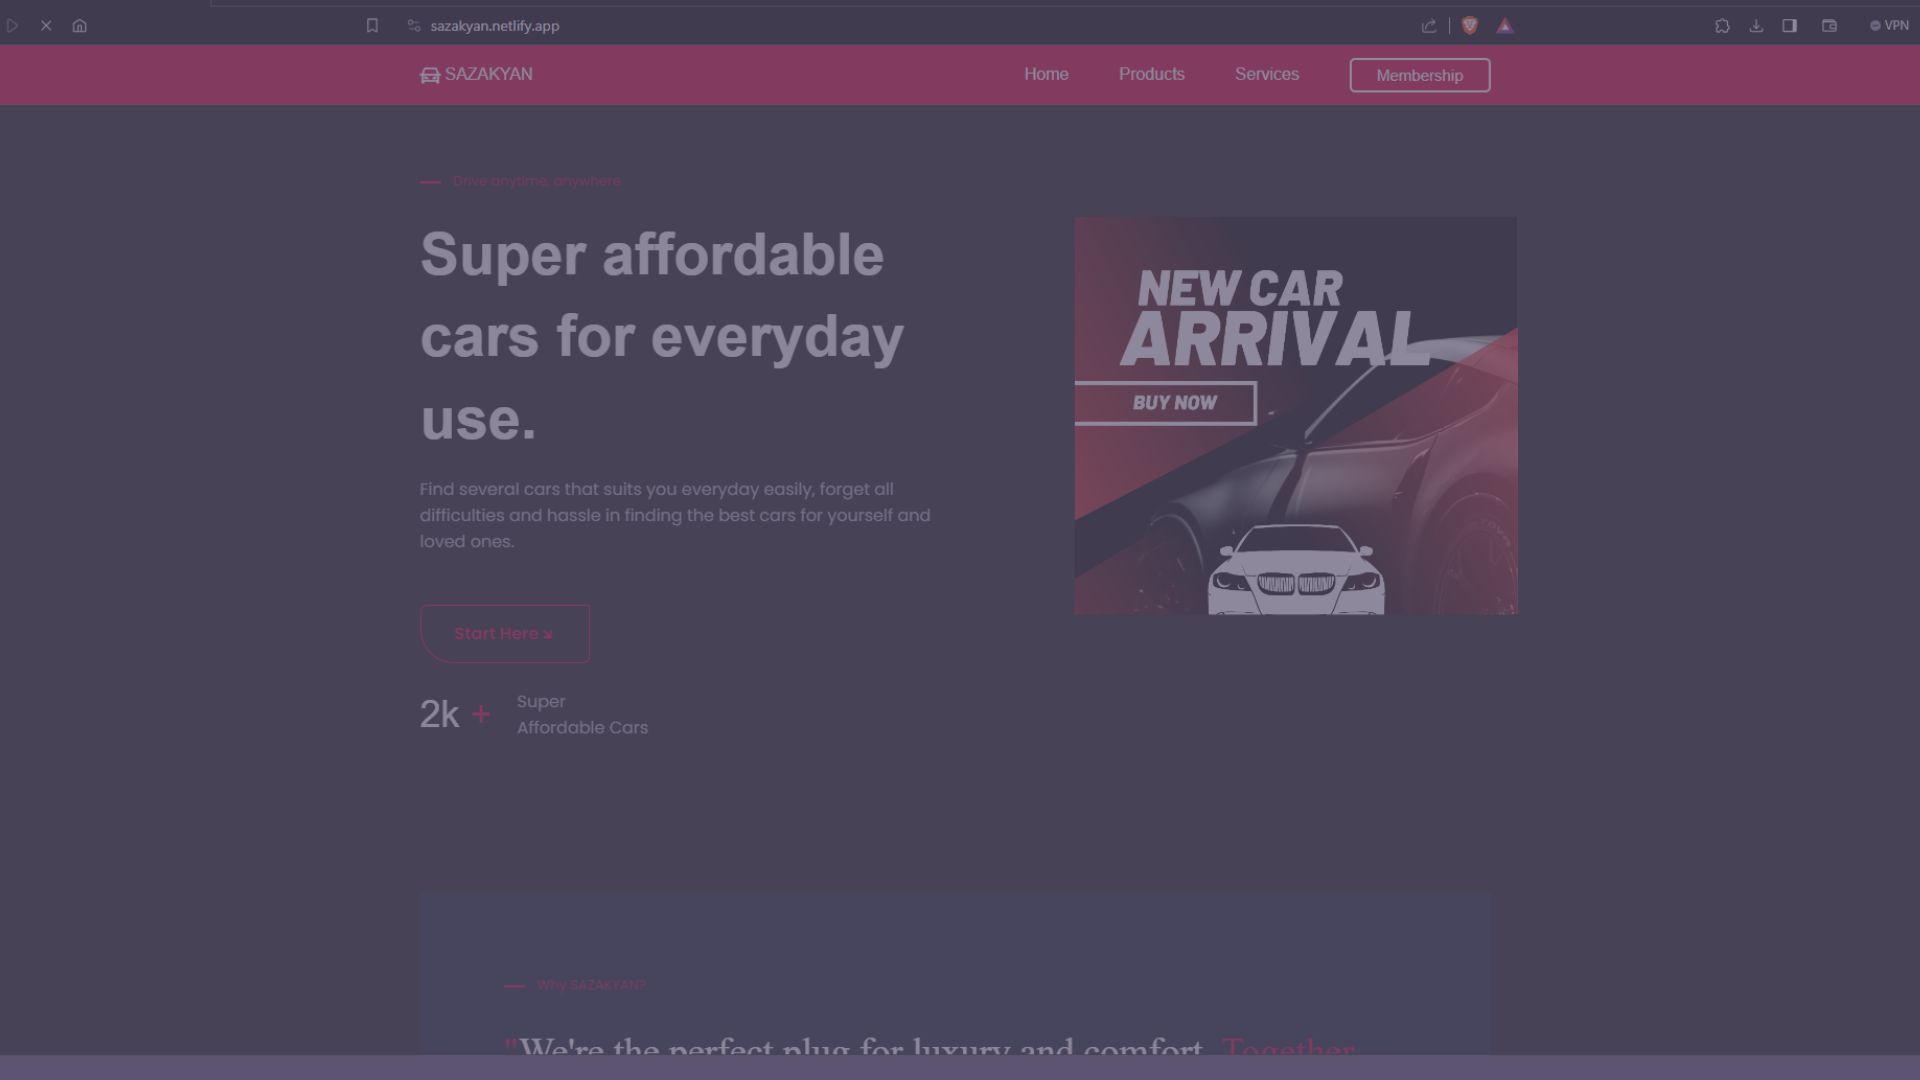 sazakyan.netlify.app
VPN
SAZAKYAN
Home
Products
Services
Membership
Drive anytime, anywhere
Super affordable
cars for everyday
use.
Find several cars that suits you everyday easily, forget all
difficulties and hassle in finding the best cars for yourself and
loved ones.
Start Here
2k +
Super
Affordable Cars
NEW CAR
ARRIVAL
BUY NOW
Why SAZAKYAN?
"We're the perfect plug for luxury and comfort. Together